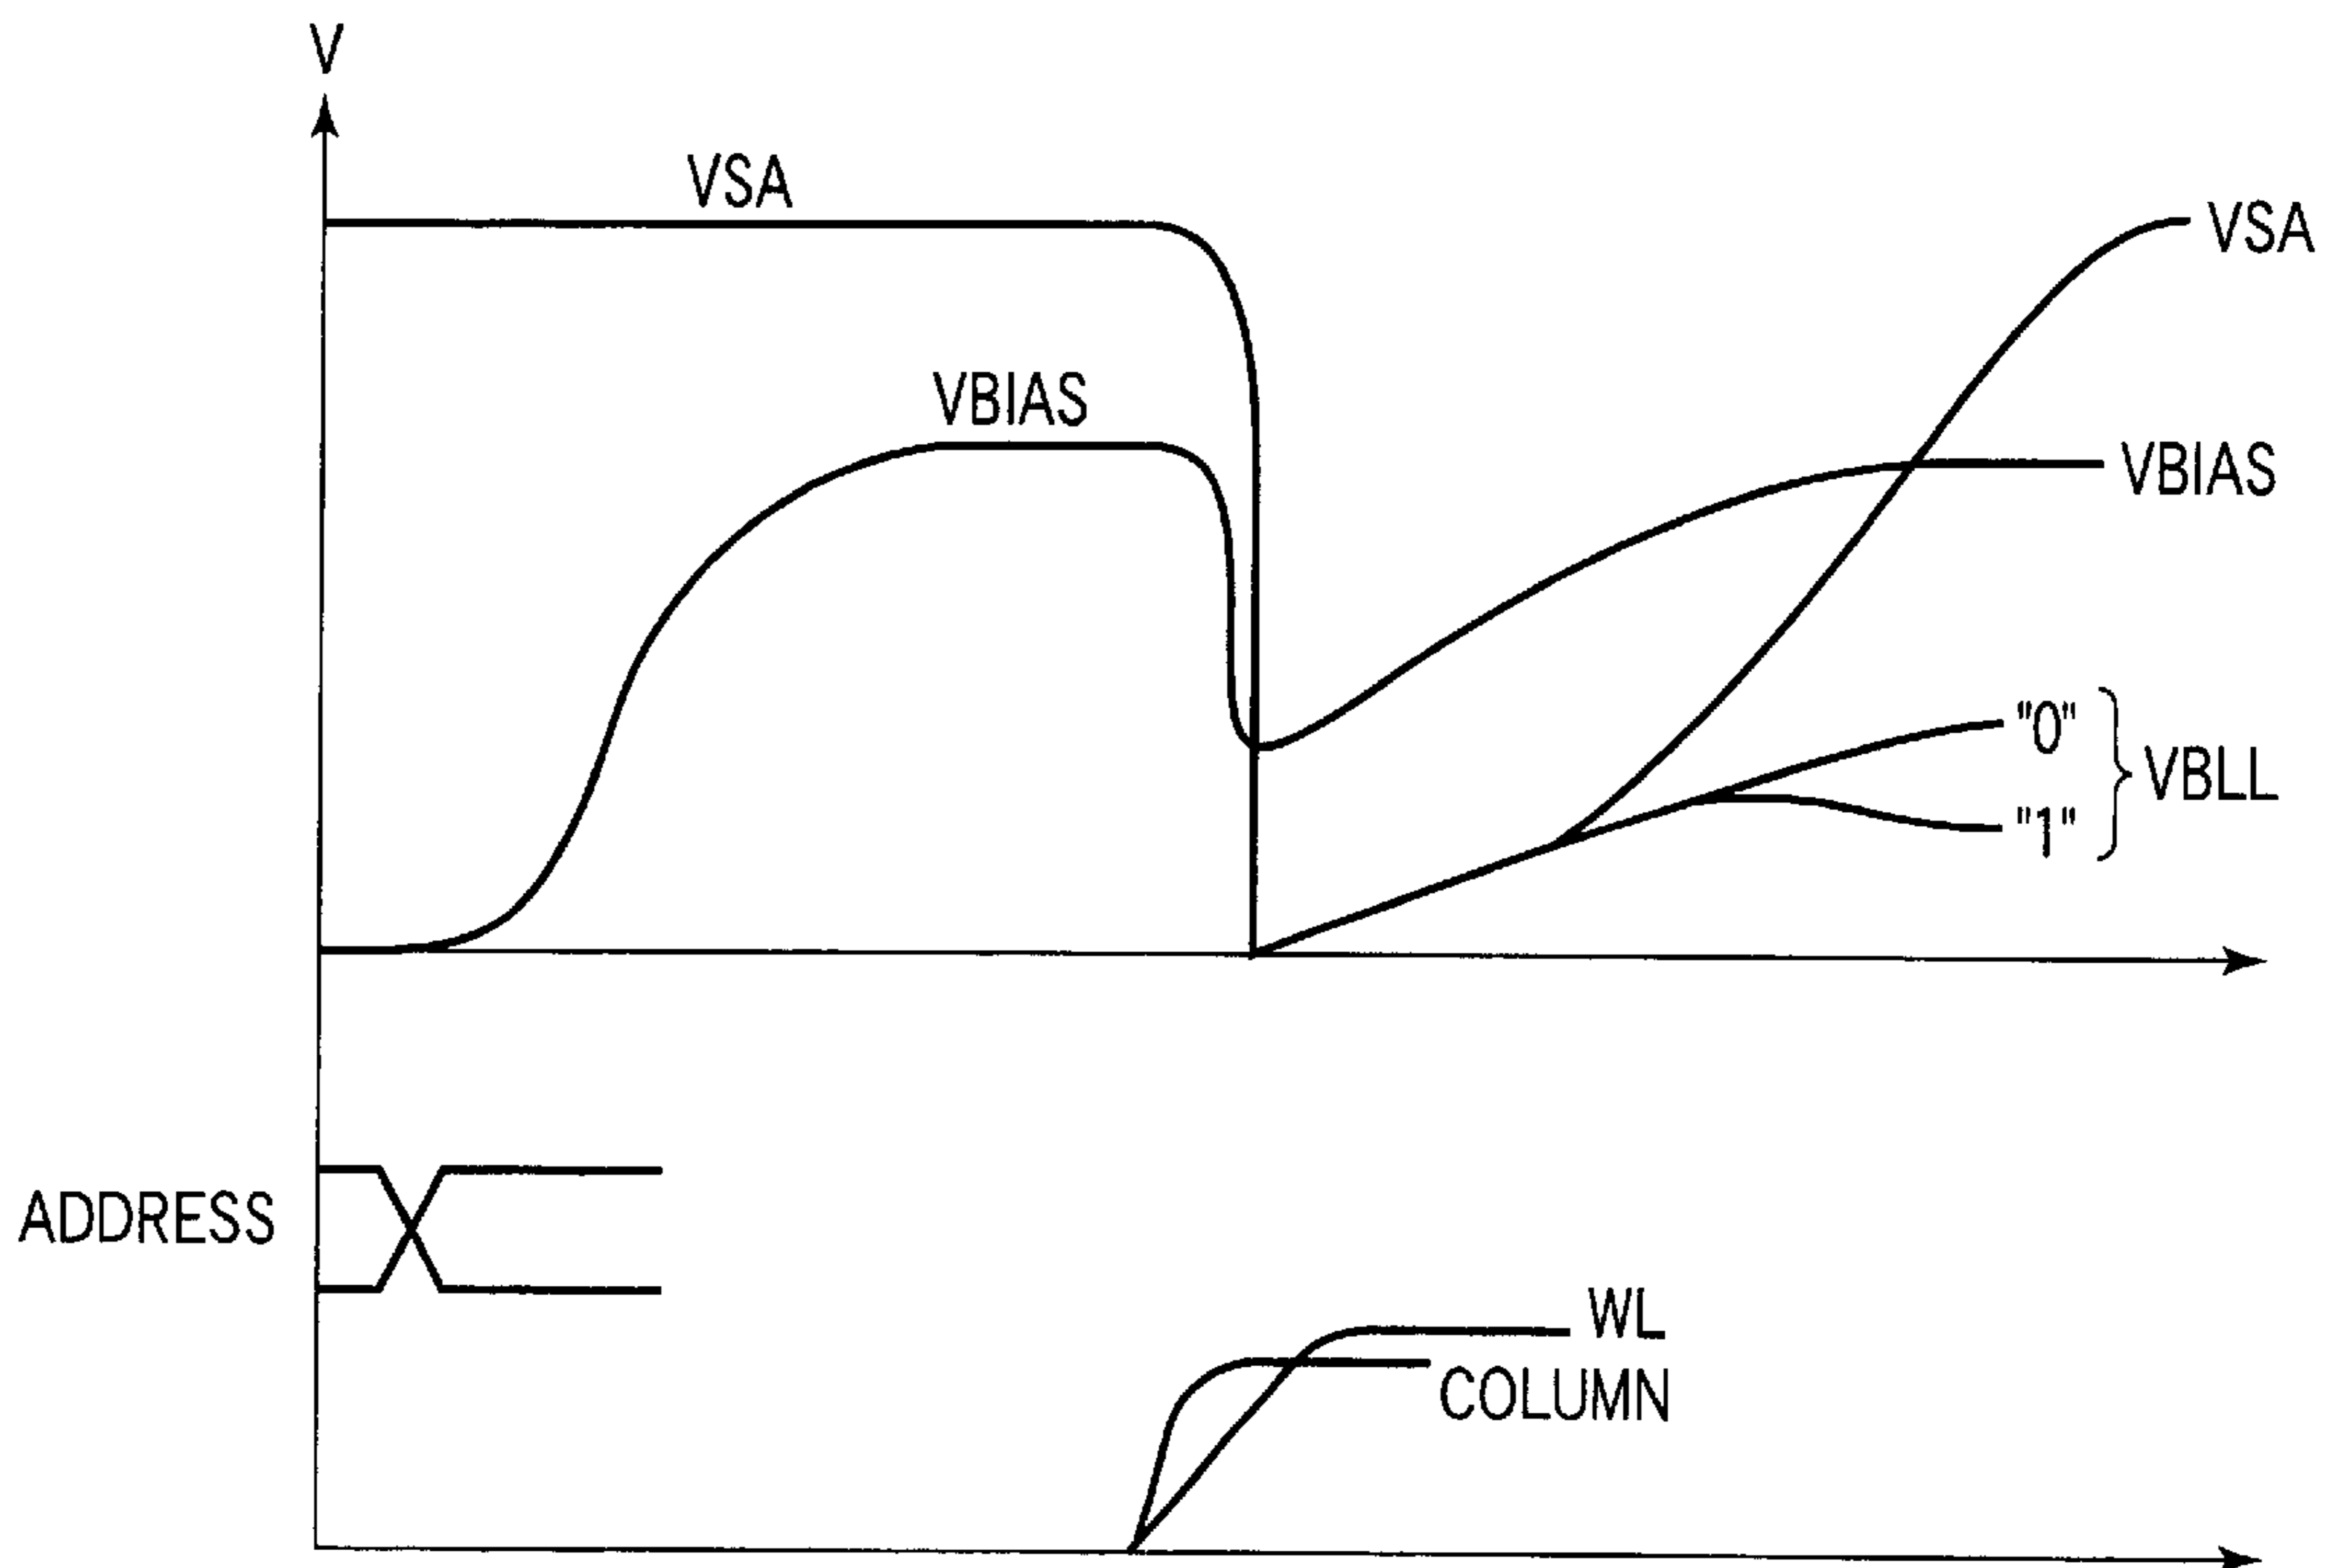 V
VSA
VSA
VBIAS
VBIAS
"0"
VBLL
"1"
ADDRESS
WL
COLUMN